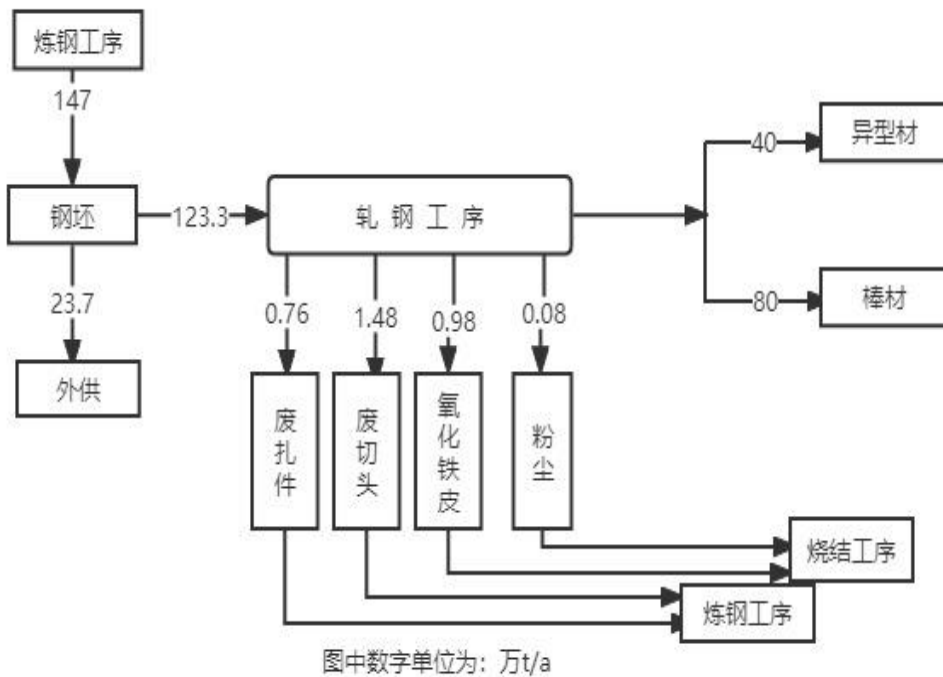 炼钢工序
147
钢坯
123.3
轧钢工序
40
异型材
80
棒材
23.7
外供
0.76
1.48
0.98
0.08
废扎件
废切头
氧化铁皮
粉尘
烧结工序
炼钢工序
图中数字单位为：万t/a